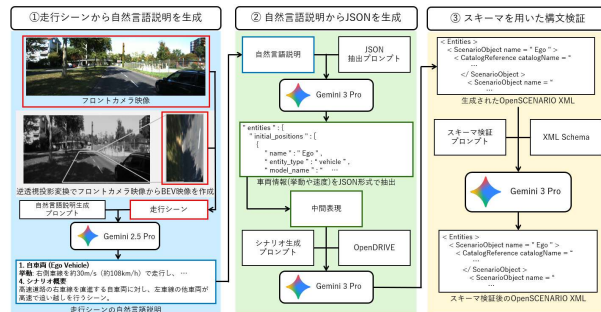 ①走行シーンから自然言語説明を生成
フロントカメラ映像
逆透視投影変換でフロントカメラ映像からBEV映像を作成
自然言語説明生成
プロンプト
走行シーン
Gemini 2.5 Pro
1. 自車両 (Ego Vehicle)
挙動: 右側車線を約30m/s（約108km/h）で走行し、…
4. シナリオ概要
高速道路の右車線を直進する自車両に対し、左車線の他車両が
高速で追い越しを行うシーン。
走行シーンの自然言語説明
② 自然言語説明からJSONを生成
自然言語説明
JSON
抽出プロンプト
Gemini 3 Pro
" entities " : [
" initial_positions " : [
{
" name " : " Ego " ,
" entity_type " : " vehicle " ,
" model_name " : " …
車両情報(挙動や速度)をJSON形式で抽出
中間表現
シナリオ生成
プロンプト
OpenDRIVE
Gemini 3 Pro
③ スキーマを用いた構文検証
< Entities >
< ScenarioObject name = " Ego " >
< CatalogReference catalogName = "
…
</ ScenarioObject >
< ScenarioObject name = "
生成されたOpenSCENARIO XML
スキーマ検証
プロンプト
XML Schema
Gemini 3 Pro
< Entities >
< ScenarioObject name = " Ego " >
< CatalogReference catalogName = "
…
</ ScenarioObject >
< ScenarioObject name = "
スキーマ検証後のOpenSCENARIO XML